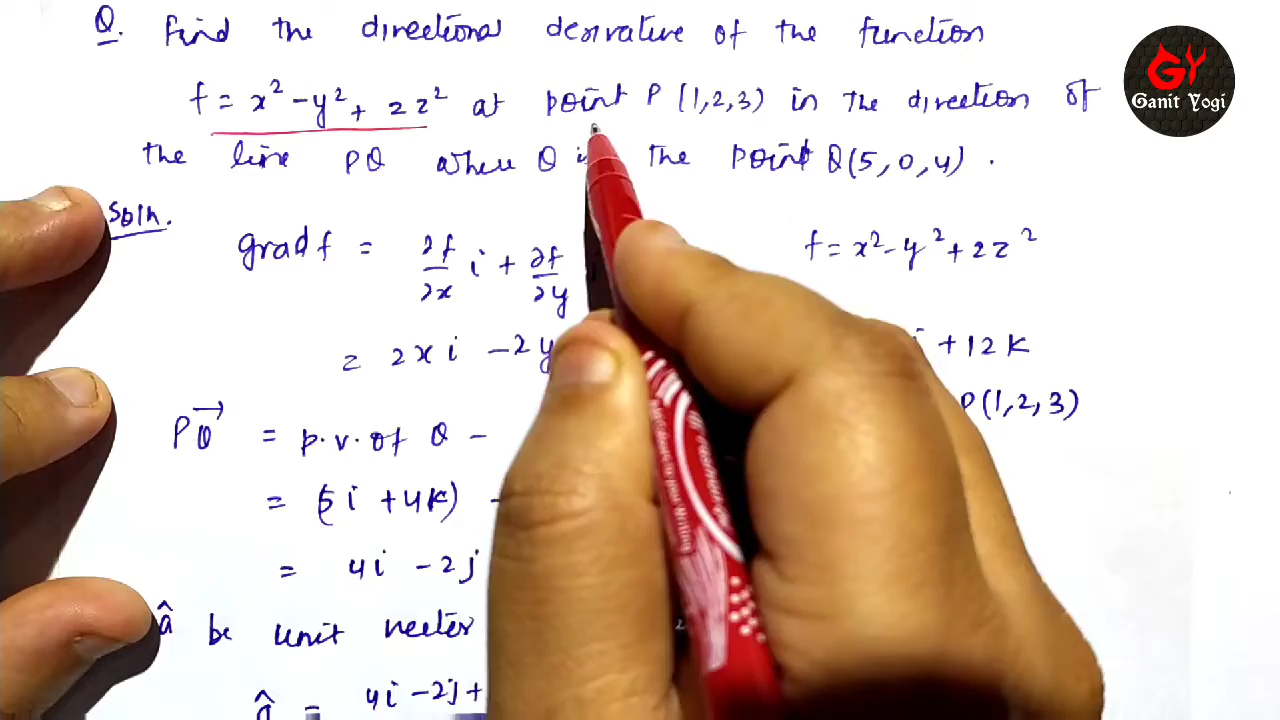 Q. Find the directional derivative of the function
f = x² - y² + 2z² at point P (1,2,3) in the direction of
the line PQ where Q the point Q(5,0,4) .
Soln.
grad f = ∂f/∂x i + ∂f/∂y
f = x² - y² + 2z²
= 2x i - 2y
i + 12k
P(1,2,3)
PQ⃗ = p.v. of Q -
= (5i + 4k) -
= 4i - 2j
â be unit vector
â = 4i - 2j +
GY
Ganit Yogi